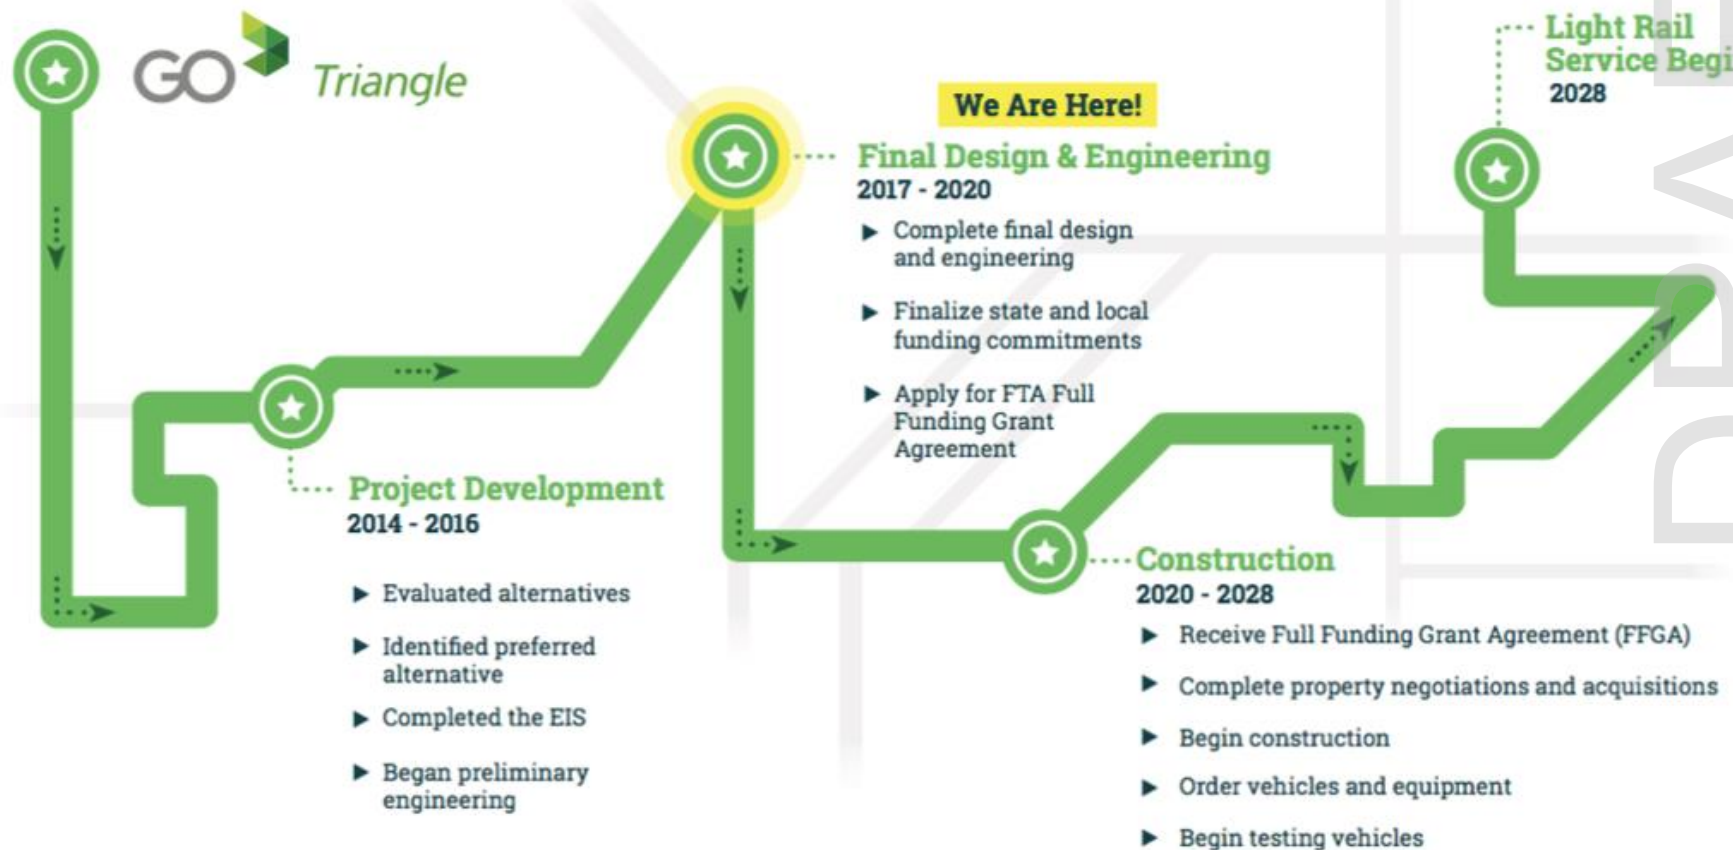 GO Triangle
Light Rail
Service Begi
2028
We Are Here!
Final Design & Engineering
2017 - 2020
► Complete final design
and engineering
► Finalize state and local
funding commitments
► Apply for FTA Full
Funding Grant
Agreement
Project Development
2014 - 2016
► Evaluated alternatives
► Identified preferred
alternative
► Completed the EIS
► Began preliminary
engineering
Construction
2020 - 2028
► Receive Full Funding Grant Agreement (FFGA)
► Complete property negotiations and acquisitions
► Begin construction
► Order vehicles and equipment
► Begin testing vehicles